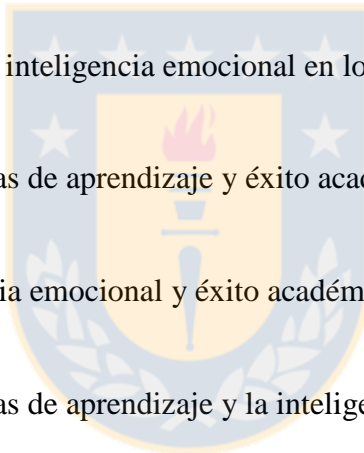 inteligencia emocional en lo
as de aprendizaje y éxito acad
ia emocional y éxito académ
as de aprendizaje y la intelige